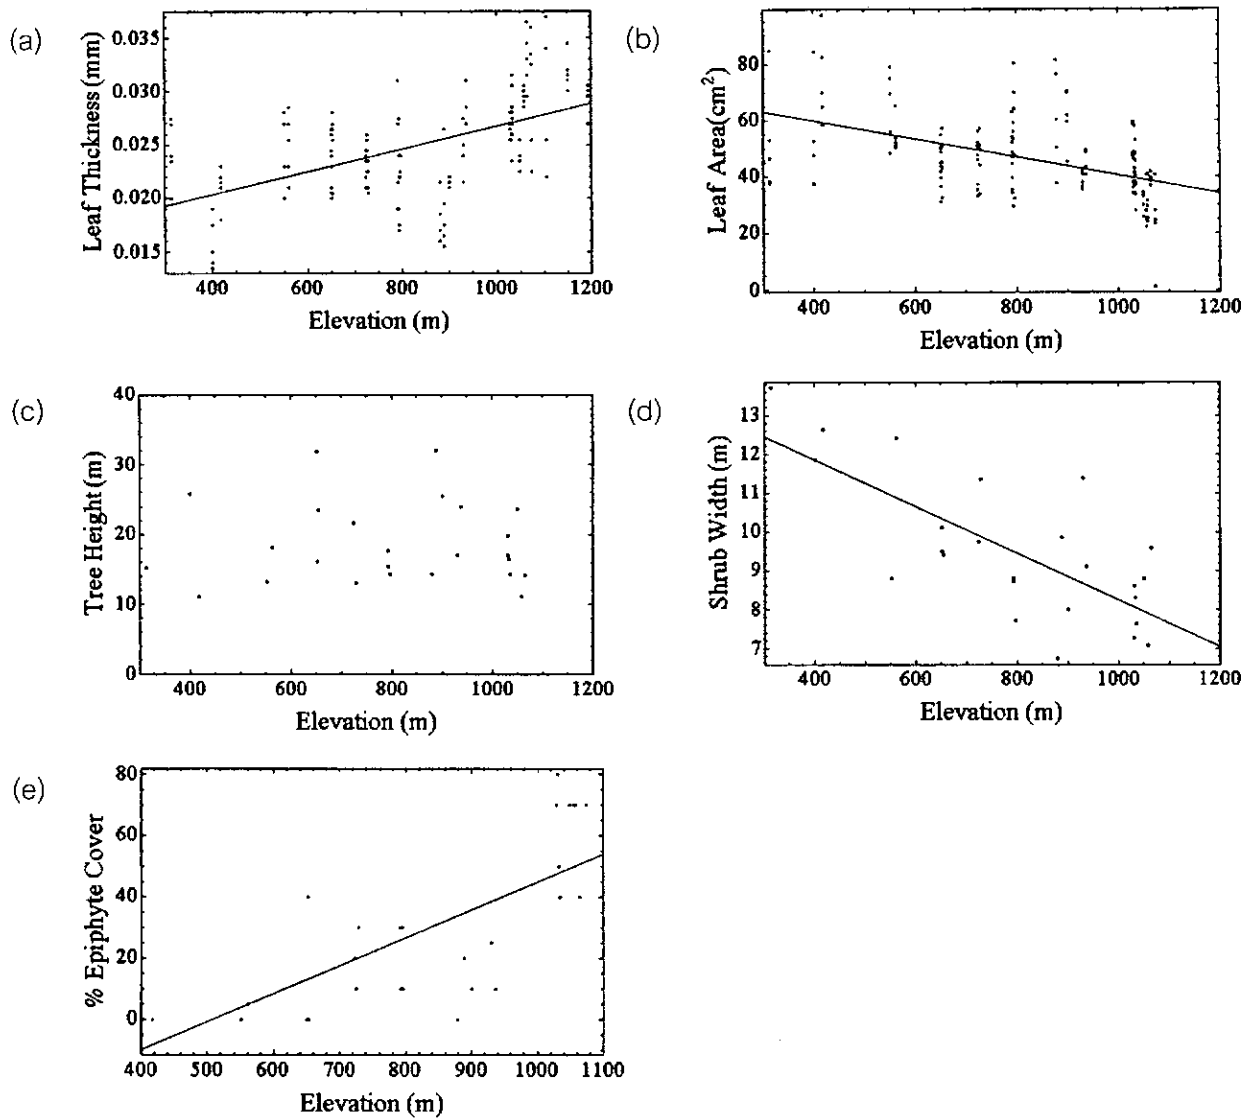 (a)
Leaf Thickness (mm)
0.035
0.030
0.025
0.020
0.015
400 600 800 1000 1200
Elevation (m)
(b)
Leaf Area(cm²)
80
60
40
20
0
400 600 800 1000 1200
Elevation (m)
(c)
Tree Height (m)
40
30
20
10
0
400 600 800 1000 1200
Elevation (m)
(d)
Shrub Width (m)
13
12
11
10
9
8
7
400 600 800 1000 1200
Elevation (m)
(e)
% Epiphyte Cover
80
60
40
20
0
400 500 600 700 800 900 1000 1100
Elevation (m)